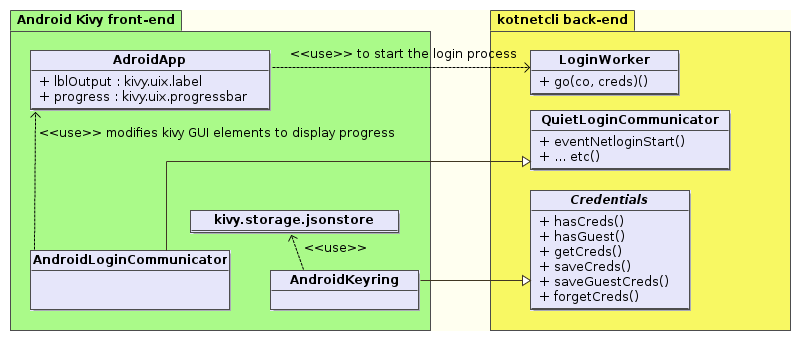 Android Kivy front-end
AdroidApp
+ lblOutput : kivy.uix.label
+ progress : kivy.uix.progressbar
<<use>> to start the login process
<<use>> modifies kivy GUI elements to display progress
kivy.storage.jsonstore
<<use>>
AndroidLoginCommunicator
AndroidKeyring
kotnetcli back-end
LoginWorker
+ go(co, creds)()
QuietLoginCommunicator
+ eventNetloginStart()
+ ... etc()
Credentials
+ hasCreds()
+ hasGuest()
+ getCreds()
+ saveCreds()
+ saveGuestCreds()
+ forgetCreds()